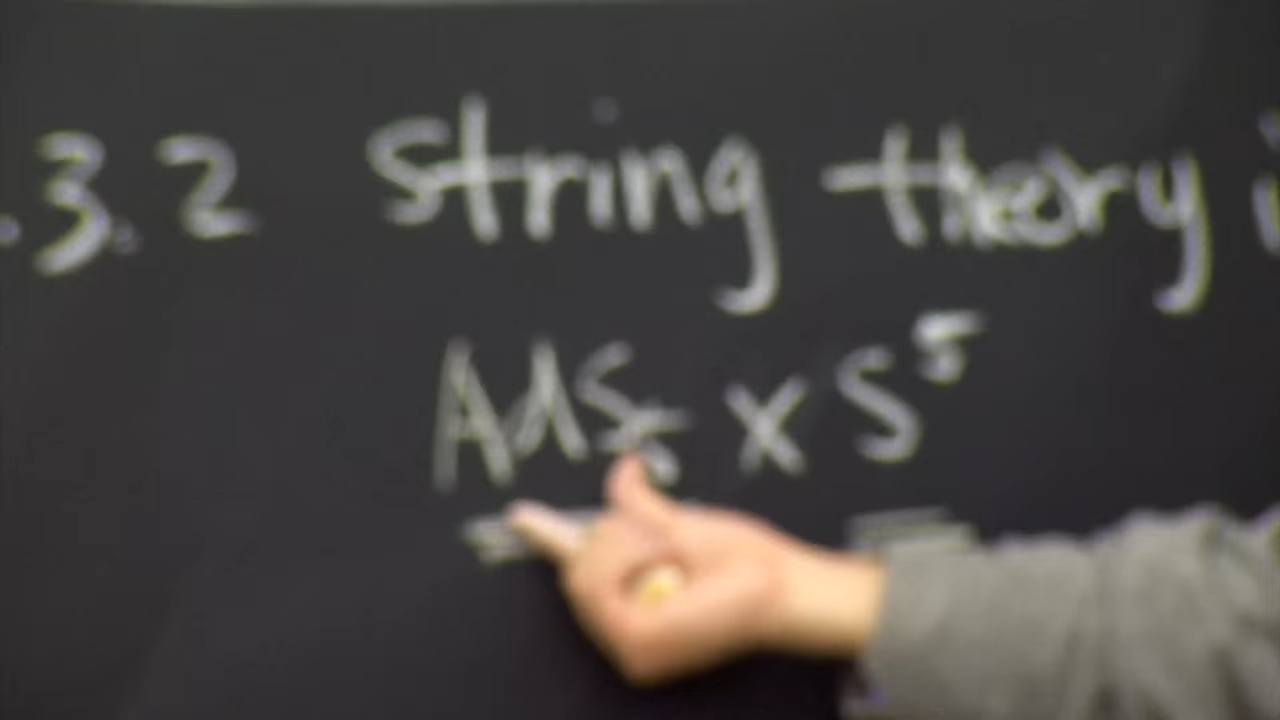 .3.2 String theory i
AdS₅ × S⁵